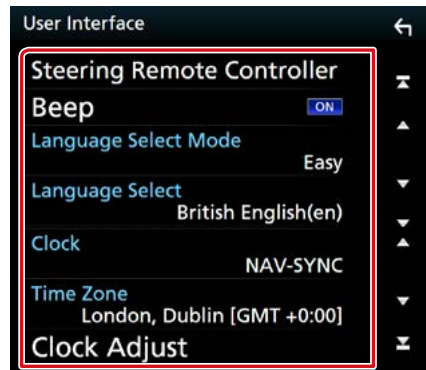 User Interface
Steering Remote Controller
Beep
ON
Language Select Mode
Easy
Language Select
British English(en)
Clock
NAV-SYNC
Time Zone
London, Dublin [GMT +0:00]
Clock Adjust